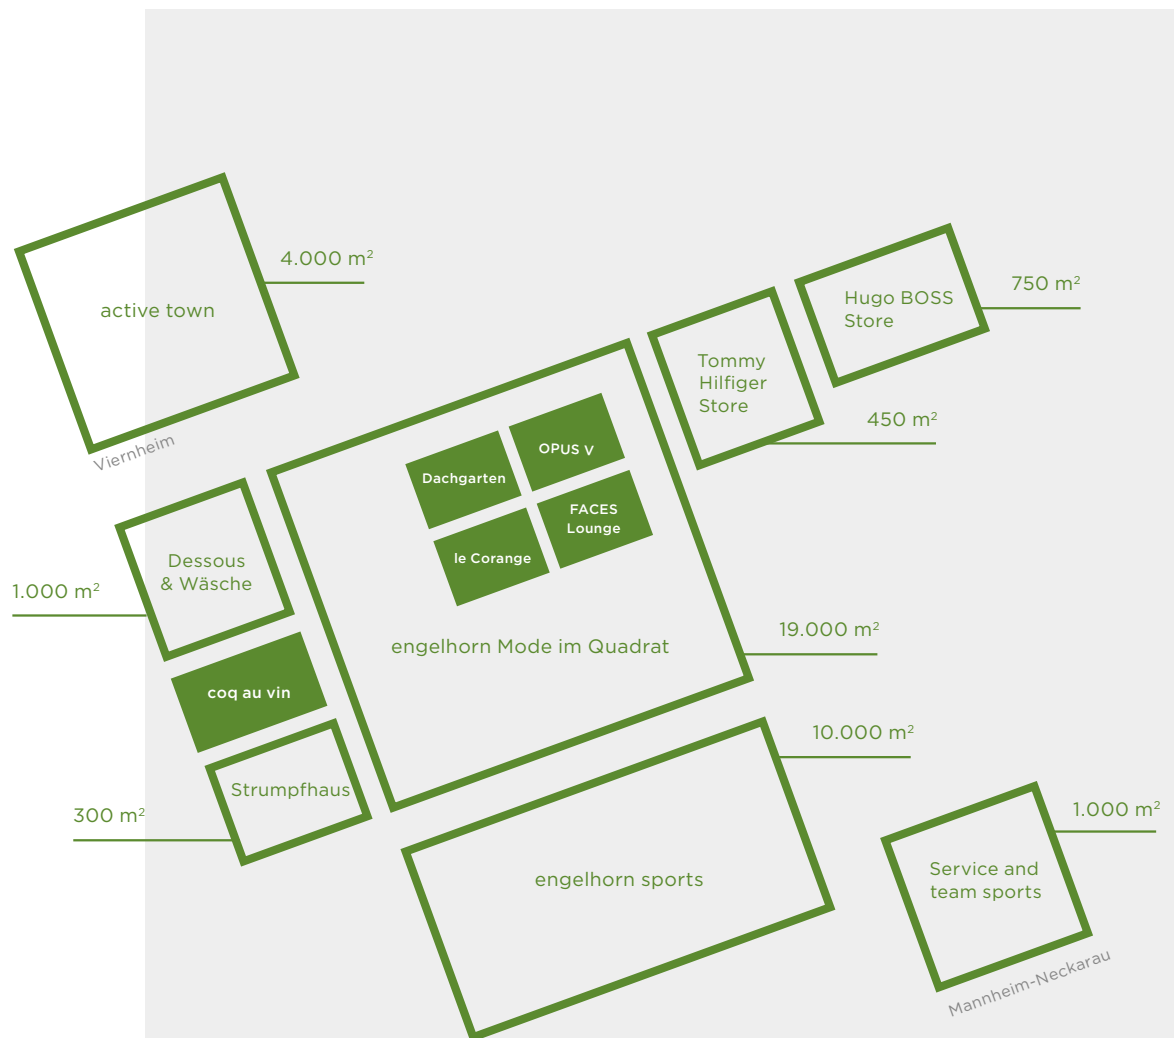 4.000 m²
active town
Viernheim
750 m²
Hugo BOSS
Store
Tommy
Hilfiger
Store
450 m²
OPUS V
Dachgarten
FACES
Lounge
le Corange
Dessous
& Wäsche
1.000 m²
engelhorn Mode im Quadrat
19.000 m²
coq au vin
10.000 m²
Strumpfhaus
300 m²
1.000 m²
engelhorn sports
Service and
team sports
Mannheim-Neckarau